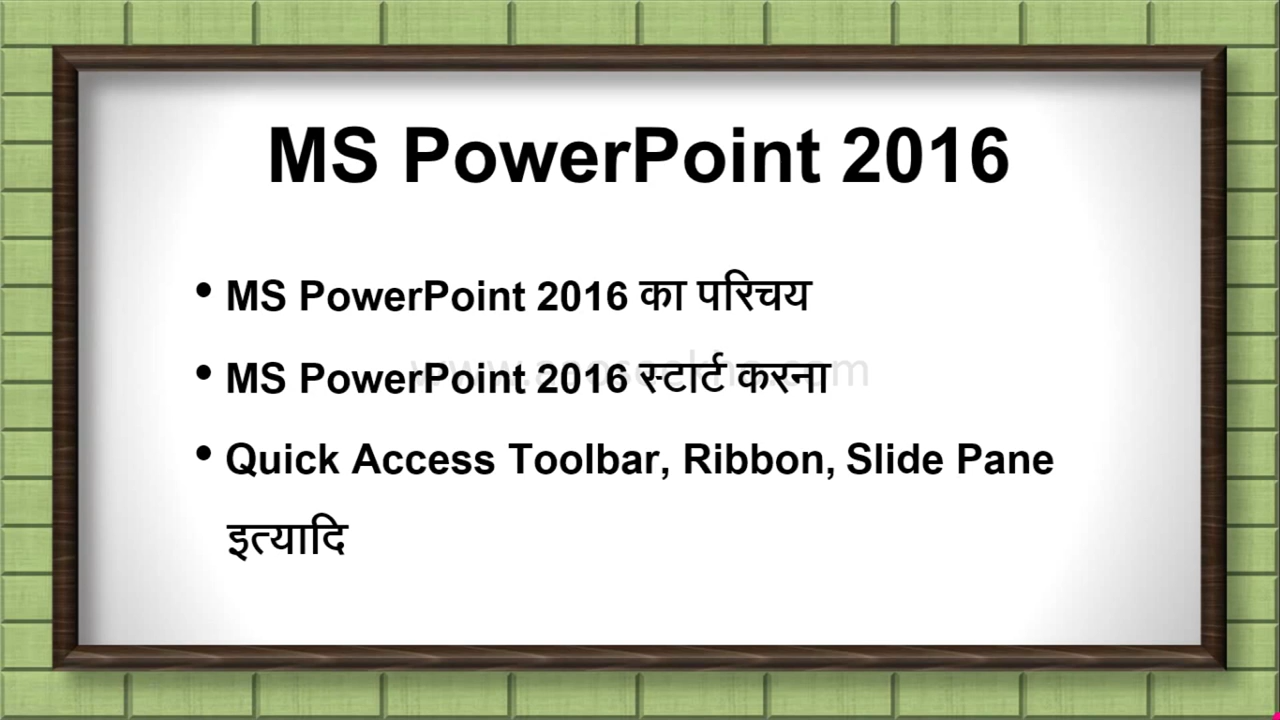 MS PowerPoint 2016
• MS PowerPoint 2016 का परिचय
• MS PowerPoint 2016 स्टार्ट करना
• Quick Access Toolbar, Ribbon, Slide Pane
इत्यादि